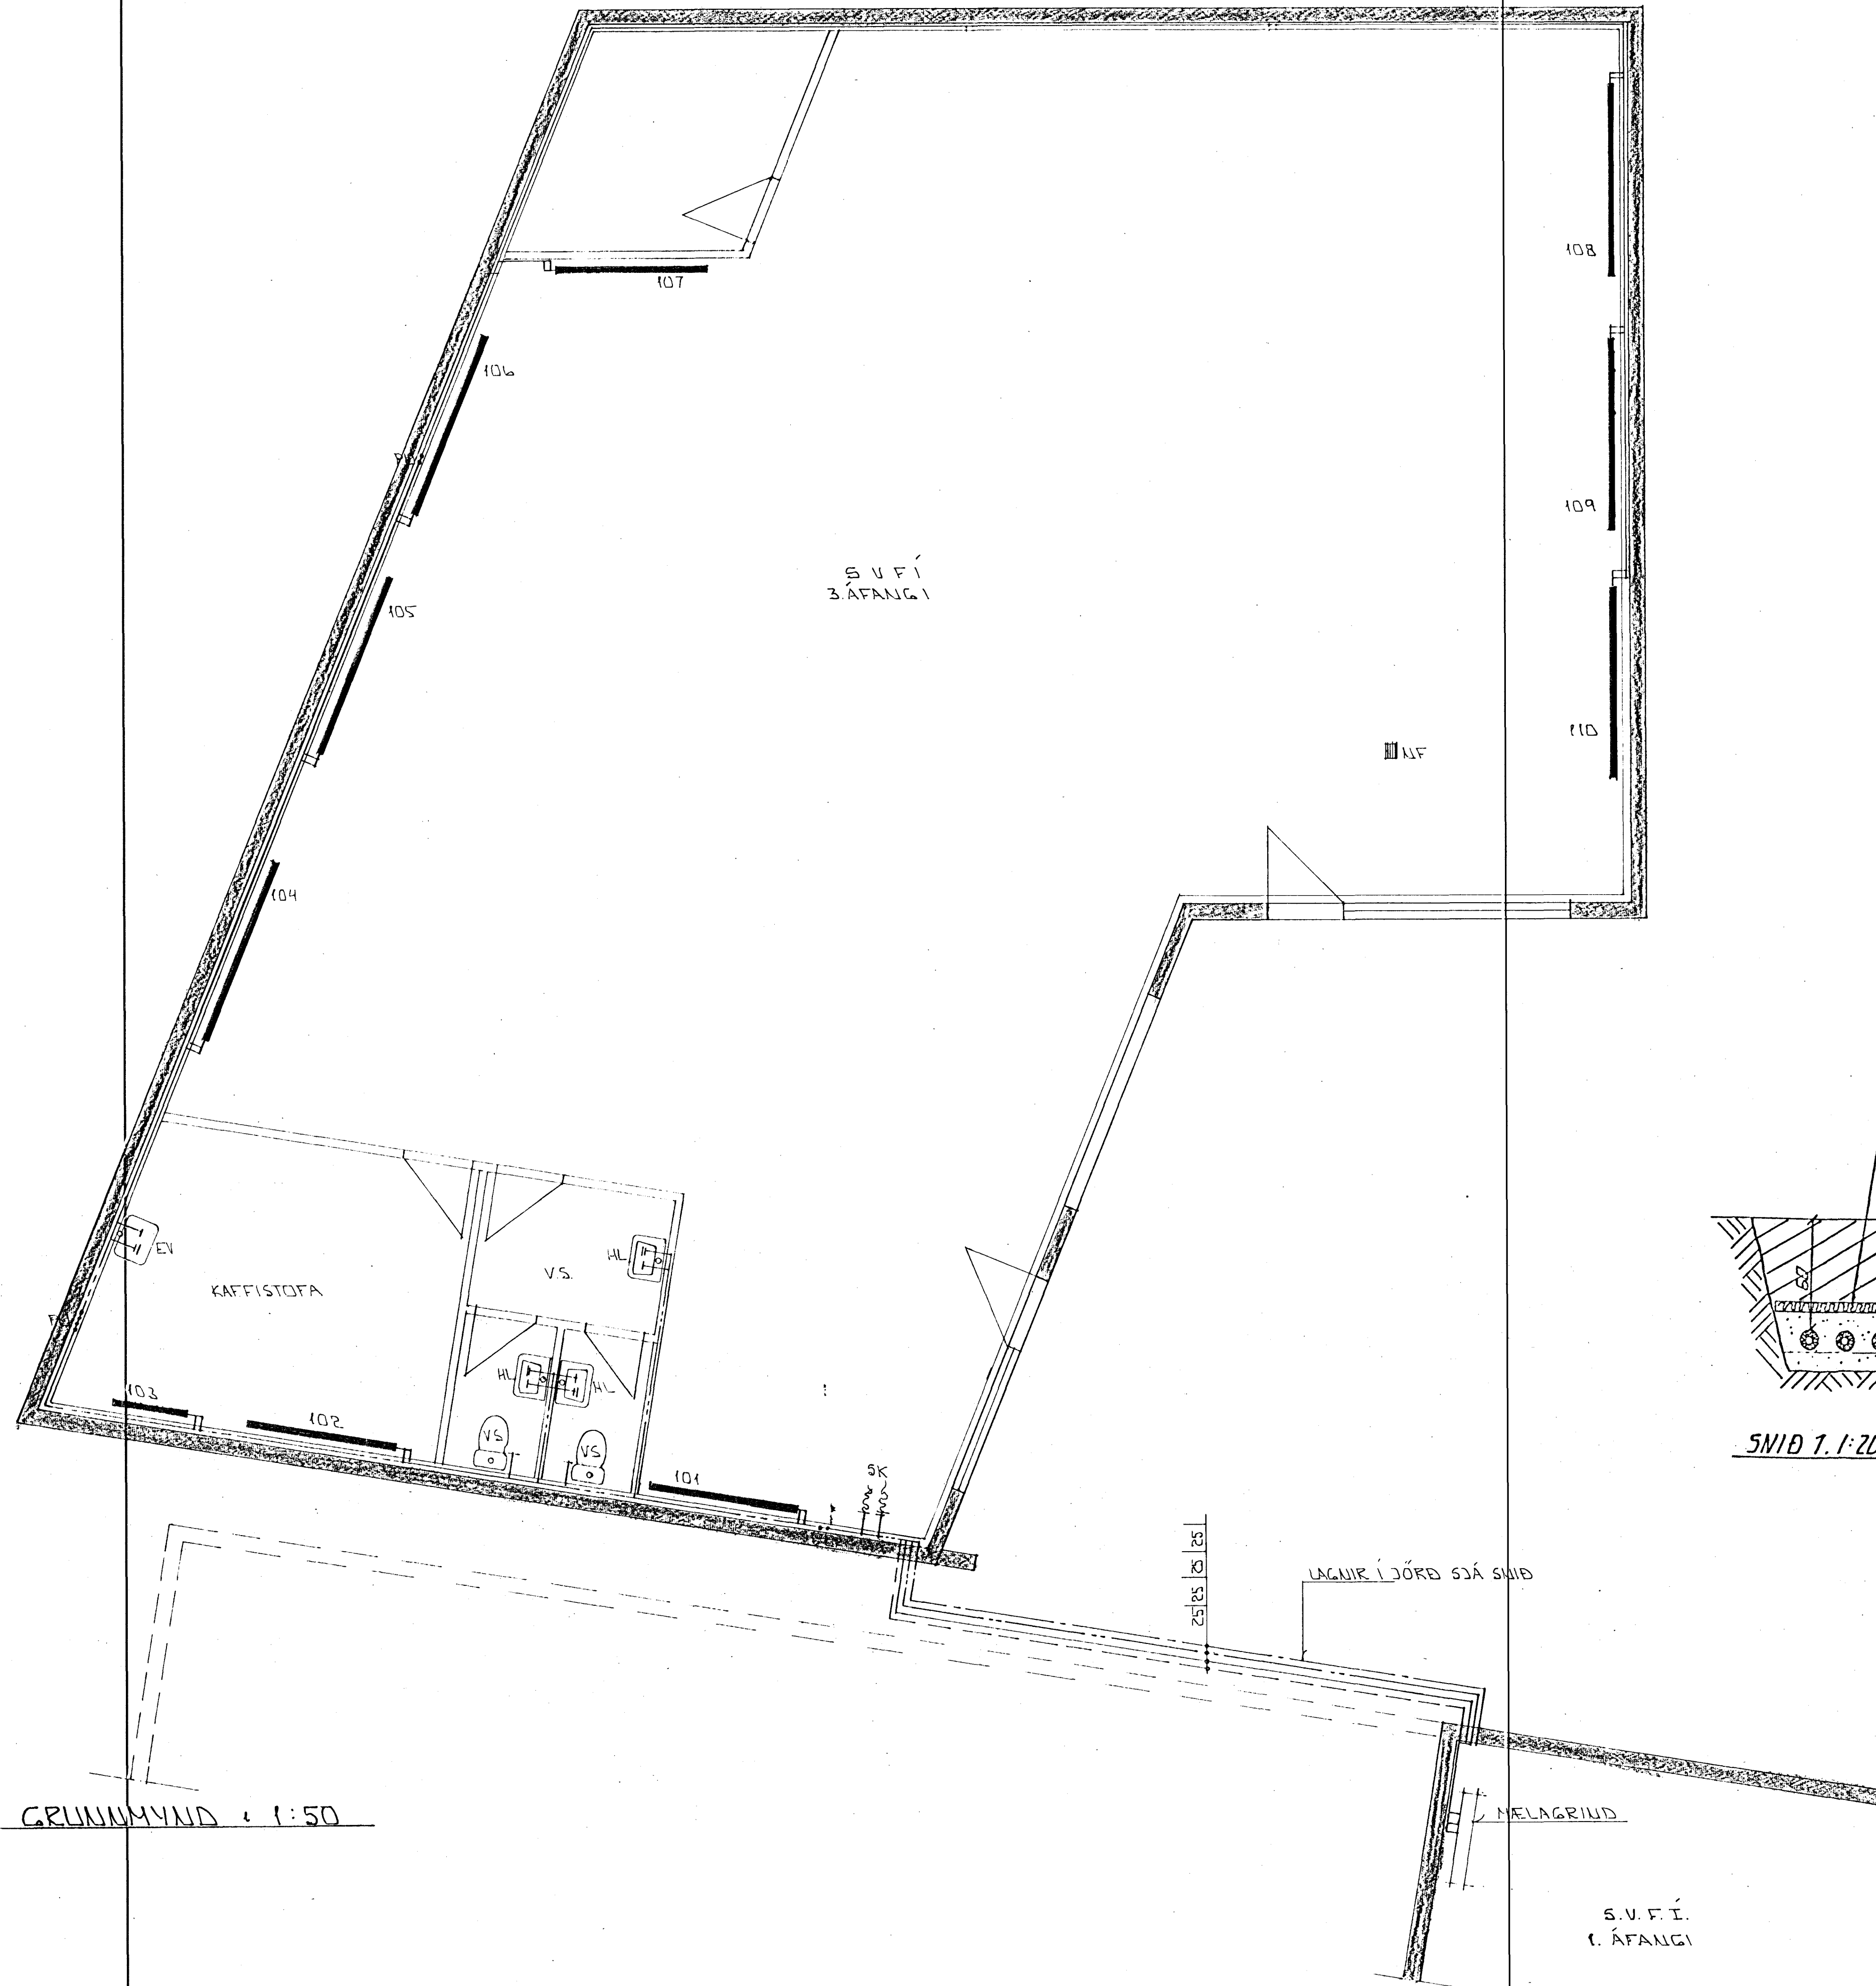 108
107
106
109
S V F Í
3. ÁFANGI
105
110
NF
104
EV
HL
V.S.
KAFFISTOFA
HL
HL
103
102
VS
VS
101
SK
SNIÐ 1. 1:20
25 25 25 25
LAGNIR Í JÖRÐ SJÁ SNIÐ
GRUNNMYND 1:50
MÆLAGRIND
S.V.F.Í.
1. ÁFANGI